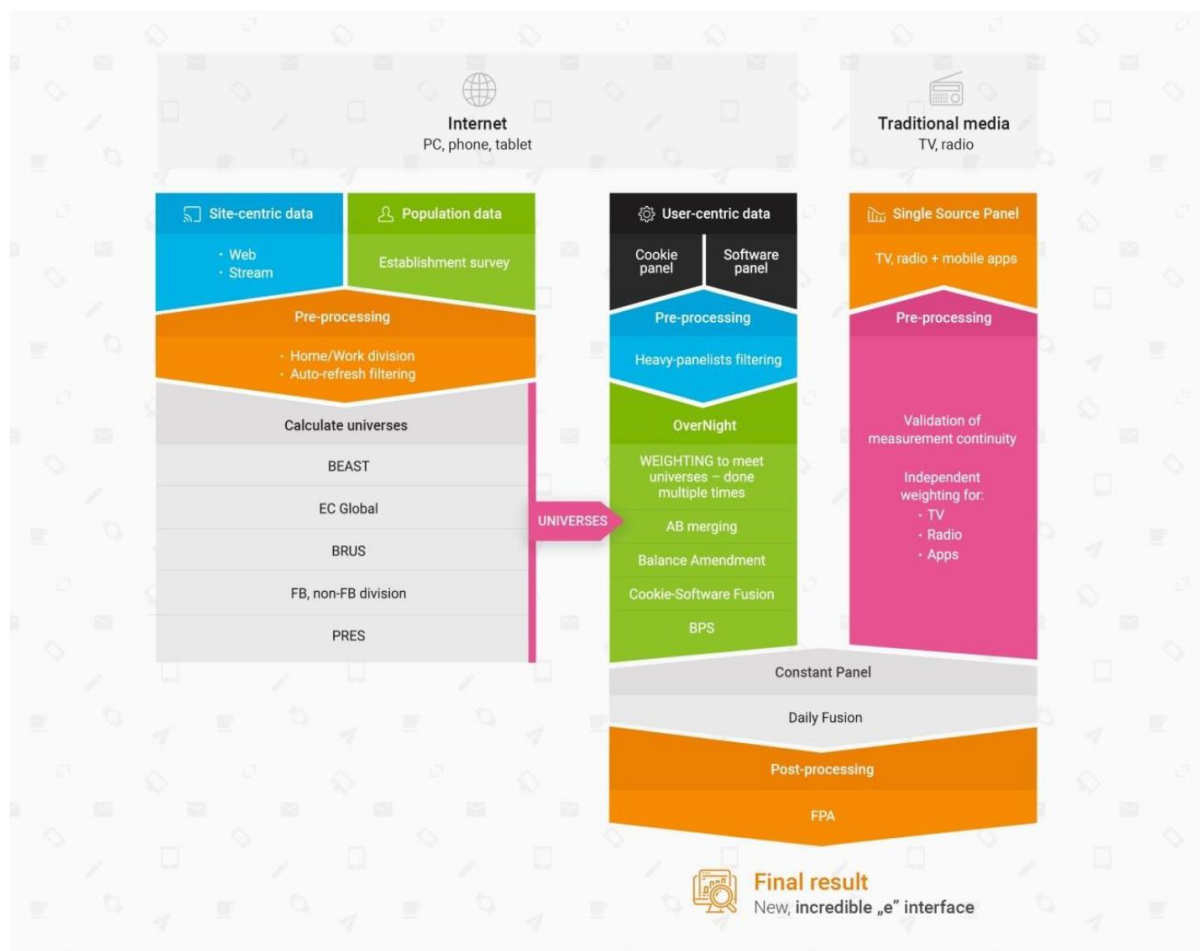 Internet
PC, phone, tablet
Traditional media
TV, radio
Site-centric data
· Web
· Stream
Population data
Establishment survey
Pre-processing
· Home/Work division
· Auto-refresh filtering
Calculate universes
BEAST
EC Global
BRUS
FB, non-FB division
PRES
UNIVERSES
User-centric data
Cookie
panel
Software
panel
Pre-processing
Heavy-panelists filtering
OverNight
WEIGHTING to meet
universes – done
multiple times
AB merging
Balance Amendment
Cookie-Software Fusion
BPS
Single Source Panel
TV, radio + mobile apps
Pre-processing
Validation of
measurement continuity
Independent
weighting for:
· TV
· Radio
· Apps
Constant Panel
Daily Fusion
Post-processing
FPA
Final result
New, incredible „e” interface